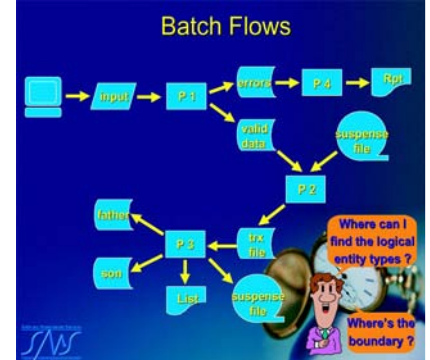 Batch Flows
input
P 1
errors
P 4
Rpt
valid
data
suspense
file
P 2
father
P 3
trx
file
son
List
suspense
file
Where can I
find the logical
entity types ?
Where's the
boundary ?
SMS